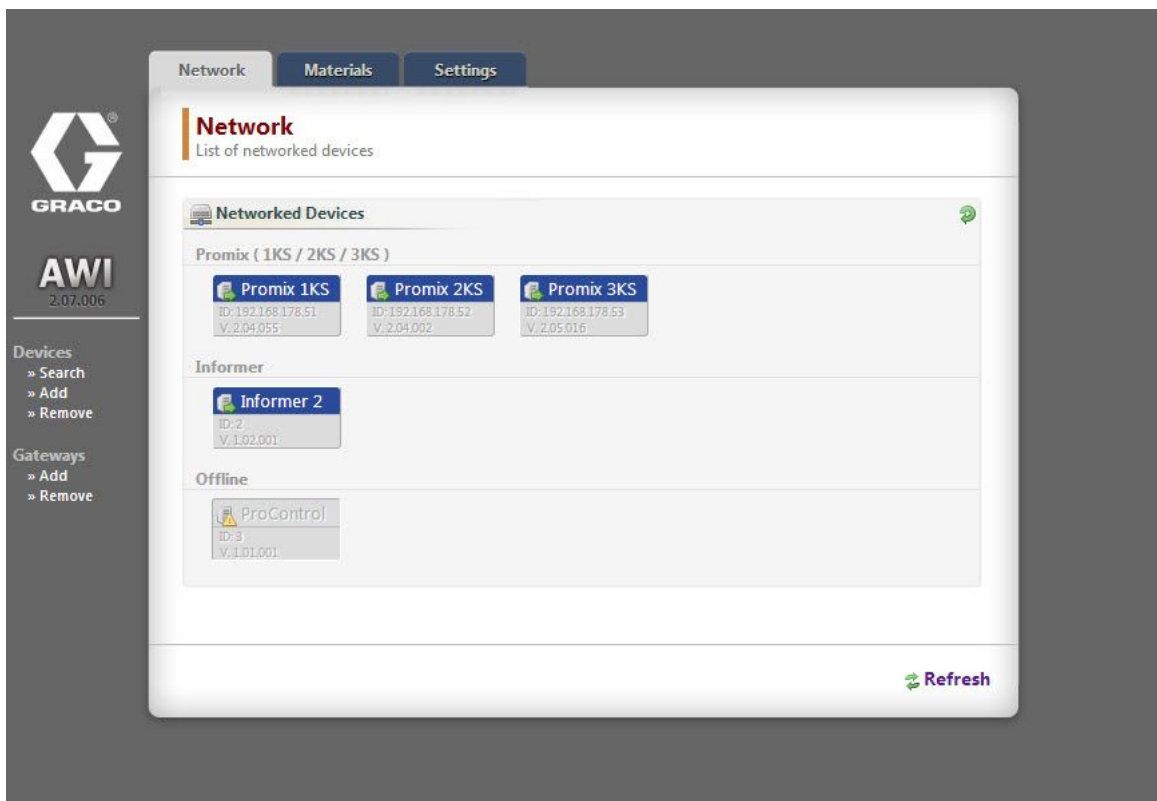 Network Materials Settings
®
GRACO
AWI
2.07.006
Devices
» Search
» Add
» Remove
Gateways
» Add
» Remove
Network
List of networked devices
Networked Devices
Promix ( 1KS / 2KS / 3KS )
Promix 1KS
ID: 192.168.178.51
V. 2.04.055
Promix 2KS
ID: 192.168.178.52
V. 2.04.002
Promix 3KS
ID: 192.168.178.53
V. 2.05.016
Informer
Informer 2
ID: 2
V. 1.02.001
Offline
ProControl
ID: 3
V. 1.01.001
Refresh